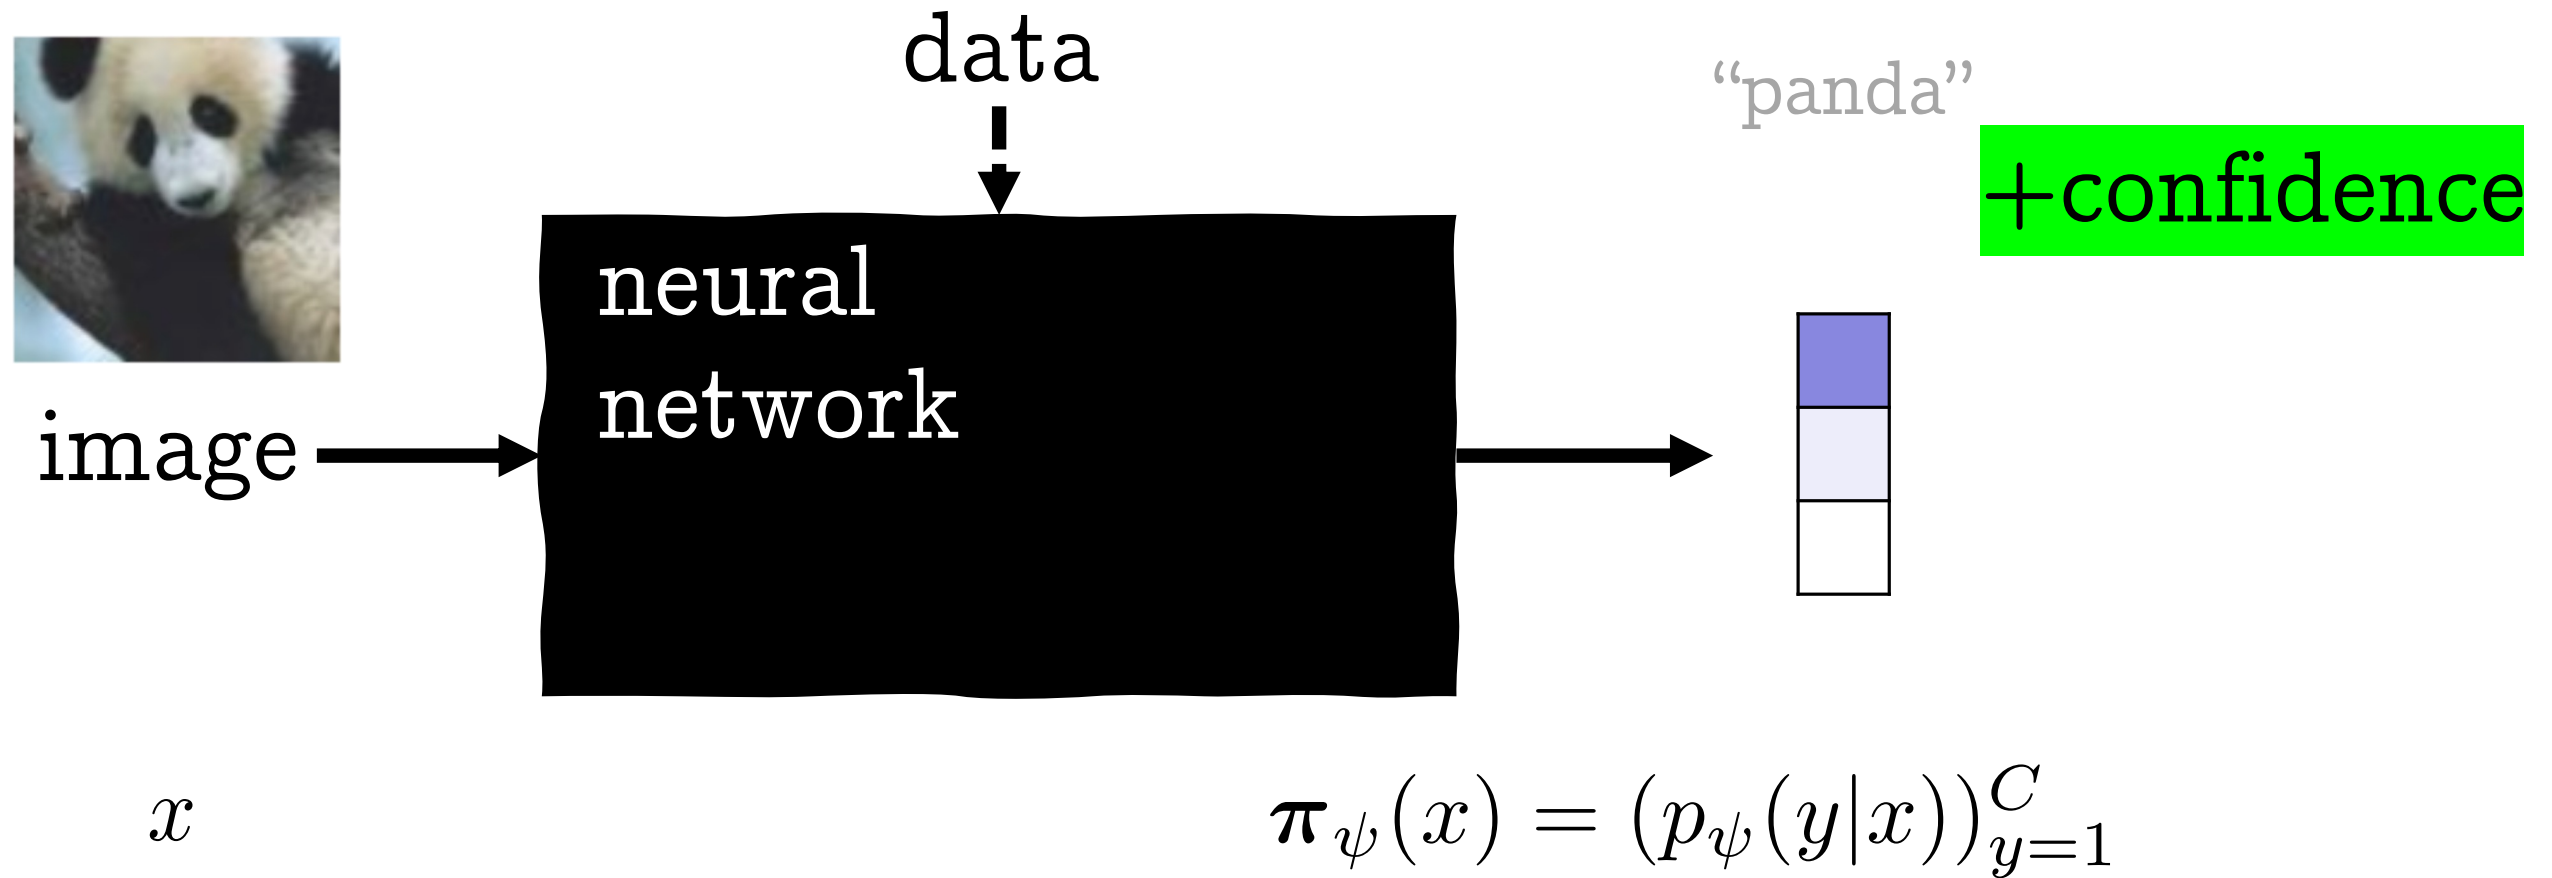 data
“panda”
+confidence
neural
network
image
x
π_ψ(x) = (p_ψ(y|x))_{y=1}^C